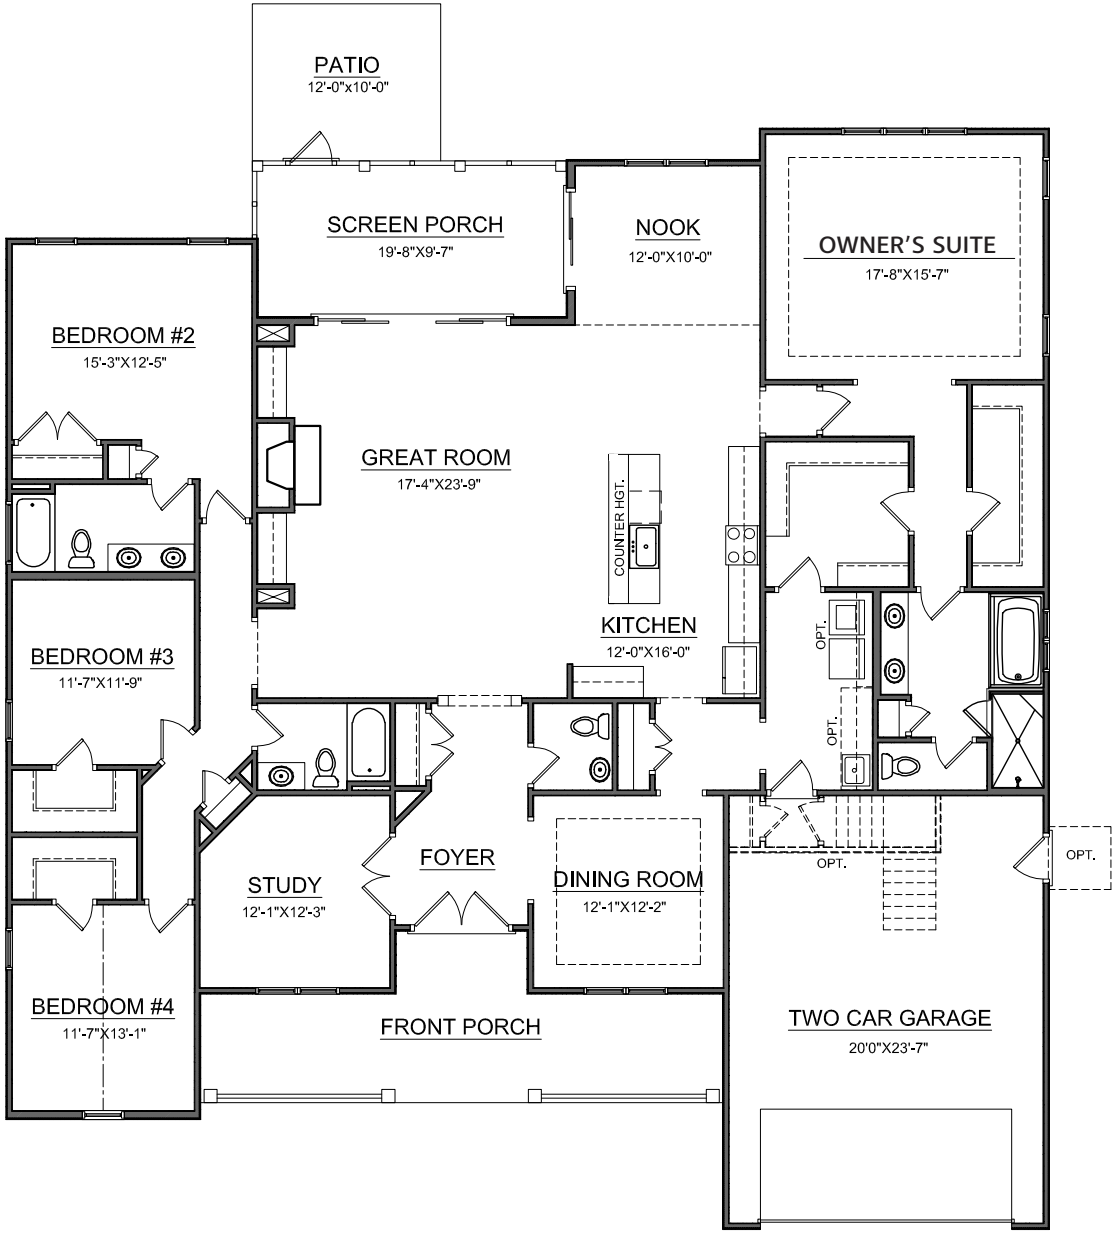 PATIO
12'-0"x10'-0"
SCREEN PORCH
19'-8"X9'-7"
NOOK
12'-0"X10'-0"
OWNER'S SUITE
17'-8"X15'-7"
BEDROOM #2
15'-3"X12'-5"
GREAT ROOM
17'-4"X23'-9"
COUNTER HGT.
KITCHEN
12'-0"X16'-0"
OPT.
OPT.
BEDROOM #3
11'-7"X11'-9"
FOYER
STUDY
12'-1"X12'-3"
DINING ROOM
12'-1"X12'-2"
OPT.
OPT.
BEDROOM #4
11'-7"X13'-1"
FRONT PORCH
TWO CAR GARAGE
20'0"X23'-7"